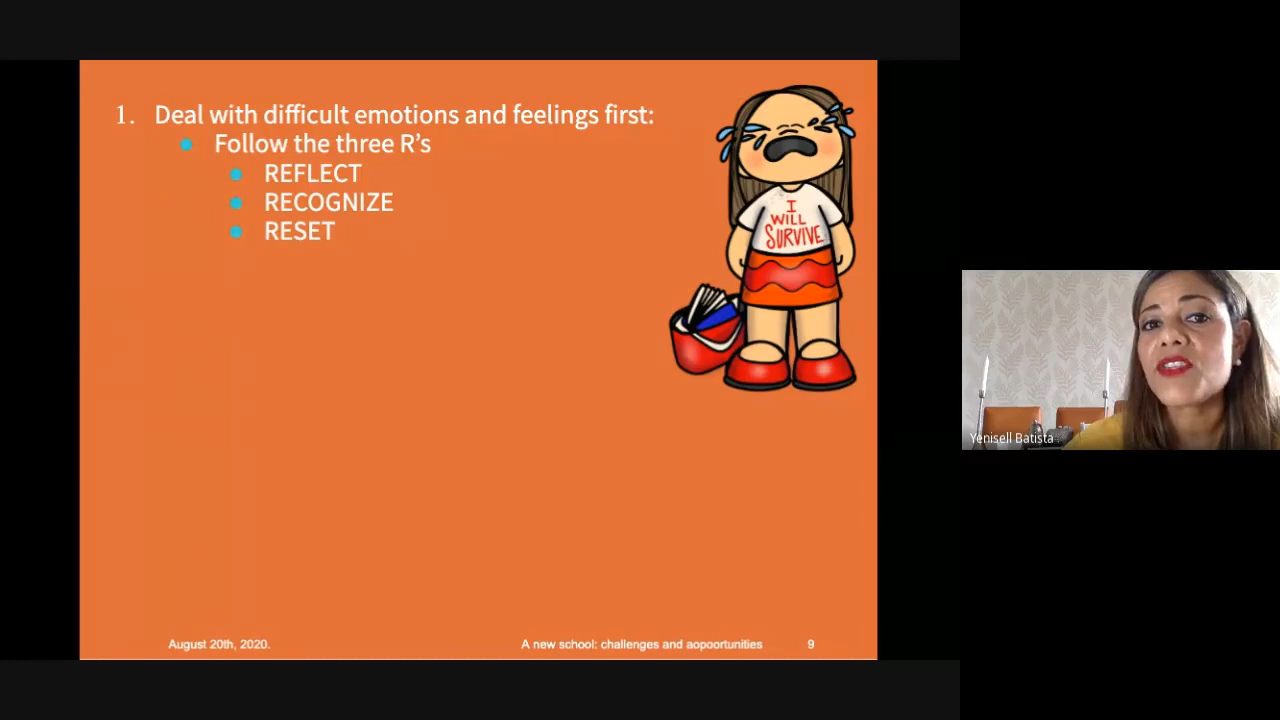 1. Deal with difficult emotions and feelings first:
Follow the three R's
REFLECT
RECOGNIZE
RESET
I
WILL
SURVIVE
Yenisell Batista
August 20th, 2020.
A new school: challenges and aopoortunities
9